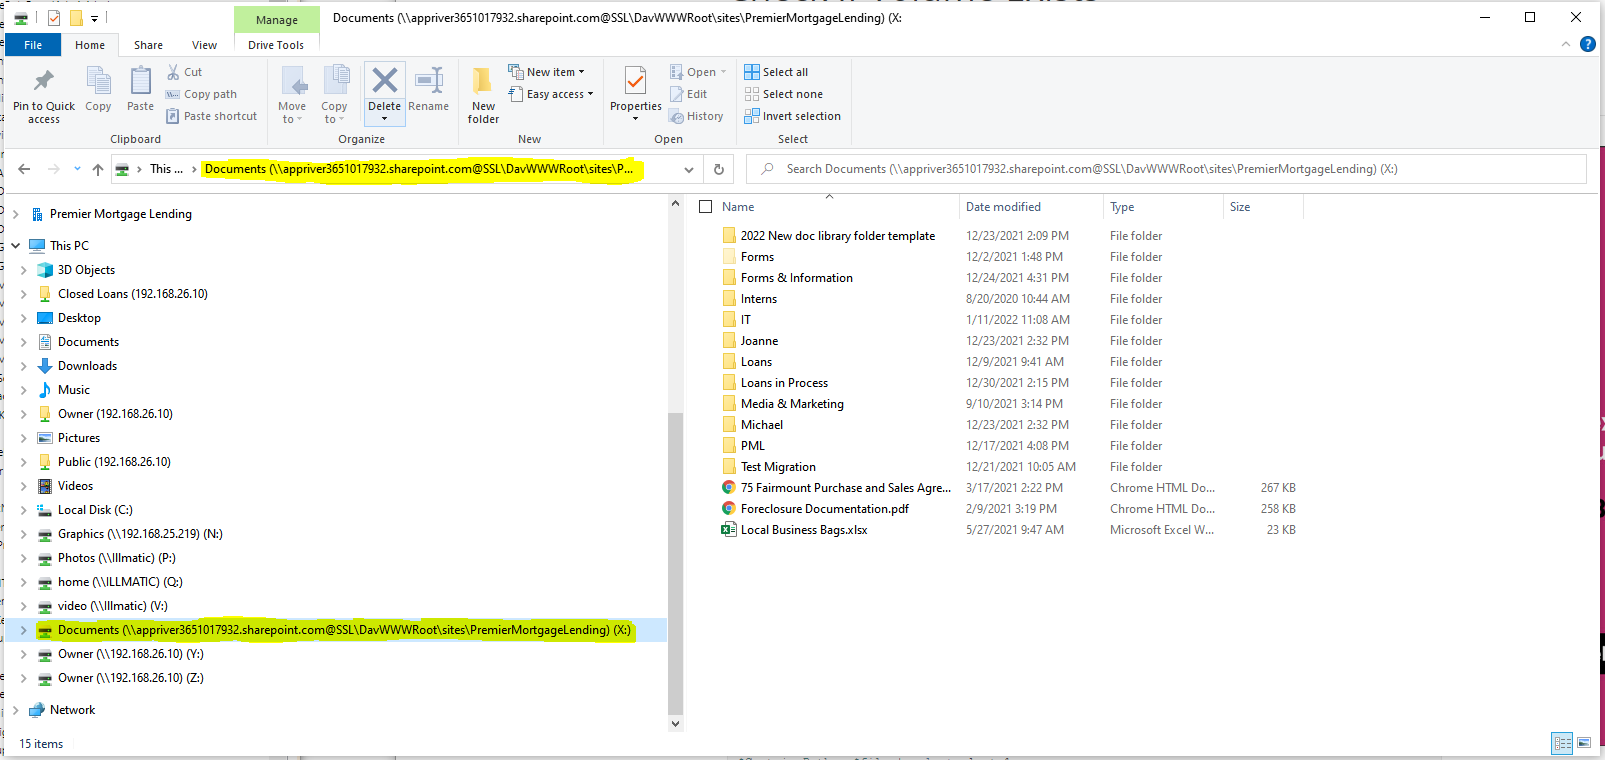 Manage
Documents (\\appriver3651017932.sharepoint.com@SSL\DavWWWRoot\sites\PremierMortgageLending) (X:
File
Home
Share
View
Drive Tools
Pin to Quick access
Copy
Paste
Cut
Copy path
Paste shortcut
Clipboard
Move to
Copy to
Delete
Rename
Organize
New folder
New item
Easy access
New
Properties
Open
Edit
History
Open
Select all
Select none
Invert selection
Select
This ...
Documents (\\appriver3651017932.sharepoint.com@SSL\DavWWWRoot\sites\P...
Search Documents (\\appriver3651017932.sharepoint.com@SSL\DavWWWRoot\sites\PremierMortgageLending) (X:)
Premier Mortgage Lending
This PC
3D Objects
Closed Loans (192.168.26.10)
Desktop
Documents
Downloads
Music
Owner (192.168.26.10)
Pictures
Public (192.168.26.10)
Videos
Local Disk (C:)
Graphics (\\192.168.25.219) (N:)
Photos (\\Illmatic) (P:)
home (\\ILLMATIC) (Q:)
video (\\Illmatic) (V:)
Documents (\\appriver3651017932.sharepoint.com@SSL\DavWWWRoot\sites\PremierMortgageLending) (X:)
Owner (\\192.168.26.10) (Y:)
Owner (\\192.168.26.10) (Z:)
Network
Name Date modified Type Size
2022 New doc library folder template 12/23/2021 2:09 PM File folder
Forms 12/2/2021 1:48 PM File folder
Forms & Information 12/24/2021 4:31 PM File folder
Interns 8/20/2020 10:44 AM File folder
IT 1/11/2022 11:08 AM File folder
Joanne 12/23/2021 2:32 PM File folder
Loans 12/9/2021 9:41 AM File folder
Loans in Process 12/30/2021 2:15 PM File folder
Media & Marketing 9/10/2021 3:14 PM File folder
Michael 12/23/2021 2:32 PM File folder
PML 12/17/2021 4:08 PM File folder
Test Migration 12/21/2021 10:05 AM File folder
75 Fairmount Purchase and Sales Agre... 3/17/2021 2:22 PM Chrome HTML Do... 267 KB
Foreclosure Documentation.pdf 2/9/2021 3:19 PM Chrome HTML Do... 258 KB
Local Business Bags.xlsx 5/27/2021 9:47 AM Microsoft Excel W... 23 KB
15 items